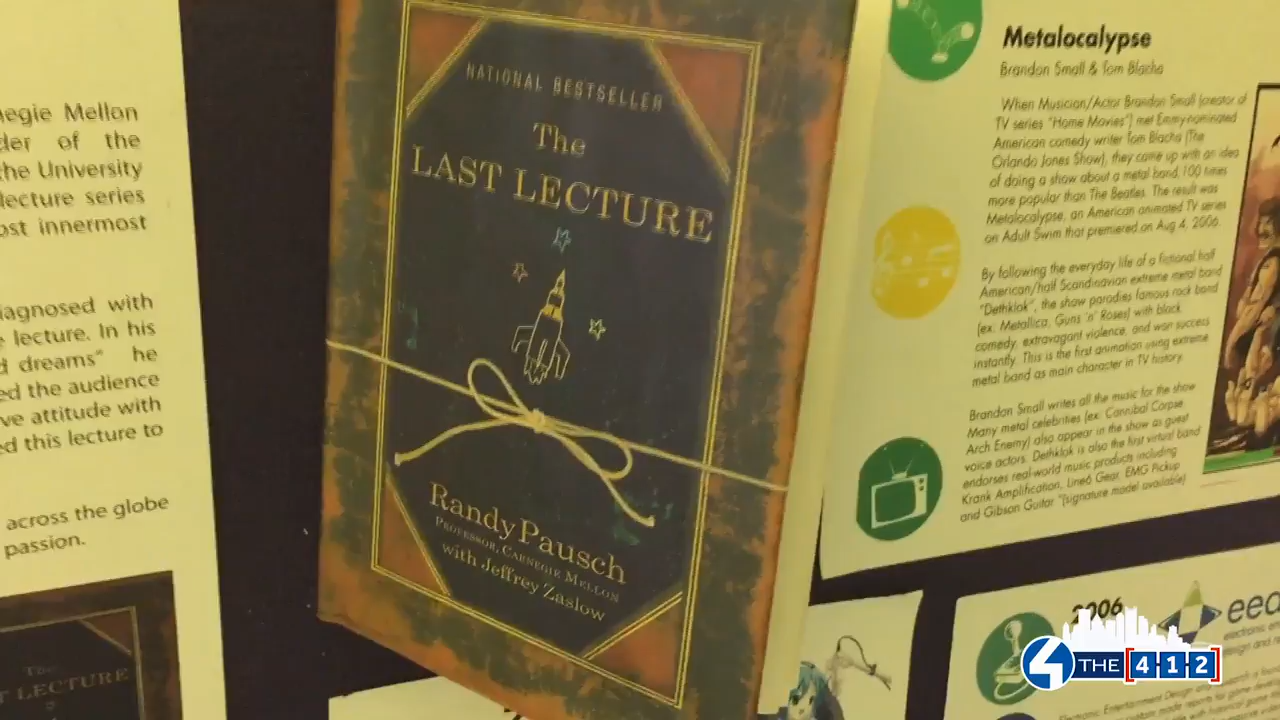 negie Mellon
der of the
the University
lecture series
ost innermost
iagnosed with
lecture. In his
d dreams" he
ed the audience
ve attitude with
ed this lecture to
across the globe
passion.
The
T LECTURE
NATIONAL BESTSELLER
The
LAST LECTURE
Randy Pausch
PROFESSOR, CARNEGIE MELLON
with Jeffrey Zaslow
Metalocalypse
Brandon Small & Tom Blacha
When Musician/Actor Brandon Small (creator of
TV series "Home Movies") met Emmy-nominated
American comedy writer Tom Blacha (The
Orlando Jones Show), they came up with an idea
of doing a show about a metal band, 100 times
more popular than The Beatles. The result was
Metalocalypse, an American animated TV series
on Adult Swim that premiered on Aug 4, 2006.
By following the everyday life of a fictional half
American/half Scandinavian extreme metal band
"Dethklok", the show parodies famous rock band
(ex. Metallica, Guns 'n' Roses) with black
comedy, extravagant violence, and won success
instantly. This is the first animation using extreme
metal band as main character in TV history.
Brandon Small writes all the music for the show.
Many metal celebrities (ex: Cannibal Corpse,
Arch Enemy) also appear in the show as guest
voice actors. Dethklok is also the first virtual band
endorses real-world music products including
Krank Amplification, Line6 Gear, EMG Pickup
and Gibson Guitar *(signature model available)
2006
eed
4 THE [4·1·2]